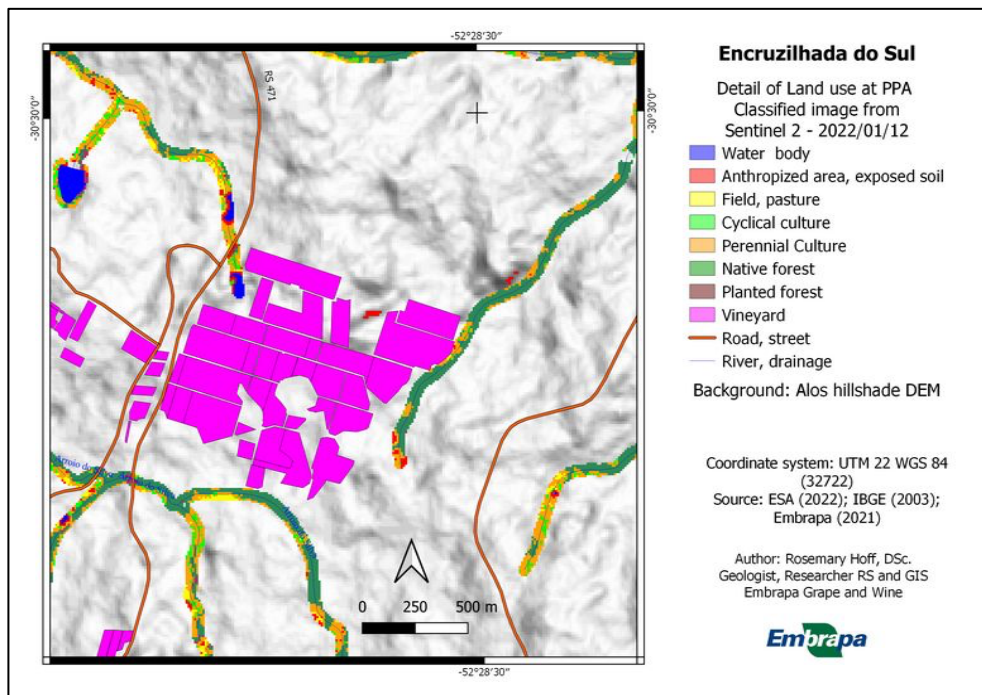 -52°28'30"
-30°30'0"
RS 471
-30°30'0"
Arroio do
0 250 500 m
-52°28'30"
Encruzilhada do Sul
Detail of Land use at PPA
Classified image from
Sentinel 2 - 2022/01/12
Water body
Anthropized area, exposed soil
Field, pasture
Cyclical culture
Perennial Culture
Native forest
Planted forest
Vineyard
Road, street
River, drainage
Background: Alos hillshade DEM
Coordinate system: UTM 22 WGS 84
(32722)
Source: ESA (2022); IBGE (2003);
Embrapa (2021)
Author: Rosemary Hoff, DSc.
Geologist, Researcher RS and GIS
Embrapa Grape and Wine
Embrapa